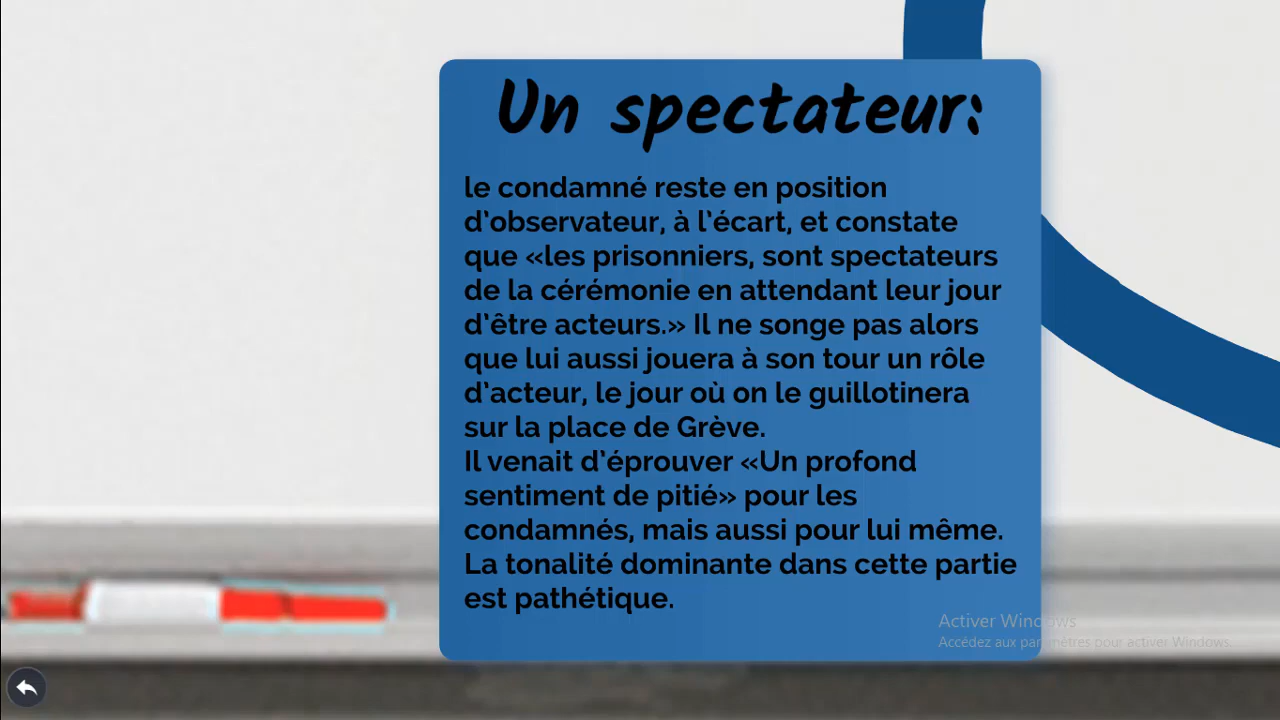 Un spectateur:
le condamné reste en position
d’observateur, à l’écart, et constate
que «les prisonniers, sont spectateurs
de la cérémonie en attendant leur jour
d’être acteurs.» Il ne songe pas alors
que lui aussi jouera à son tour un rôle
d’acteur, le jour où on le guillotinera
sur la place de Grève.
Il venait d’éprouver «Un profond
sentiment de pitié» pour les
condamnés, mais aussi pour lui même.
La tonalité dominante dans cette partie
est pathétique.
Activer Windows
Accédez aux paramètres pour activer Windows.